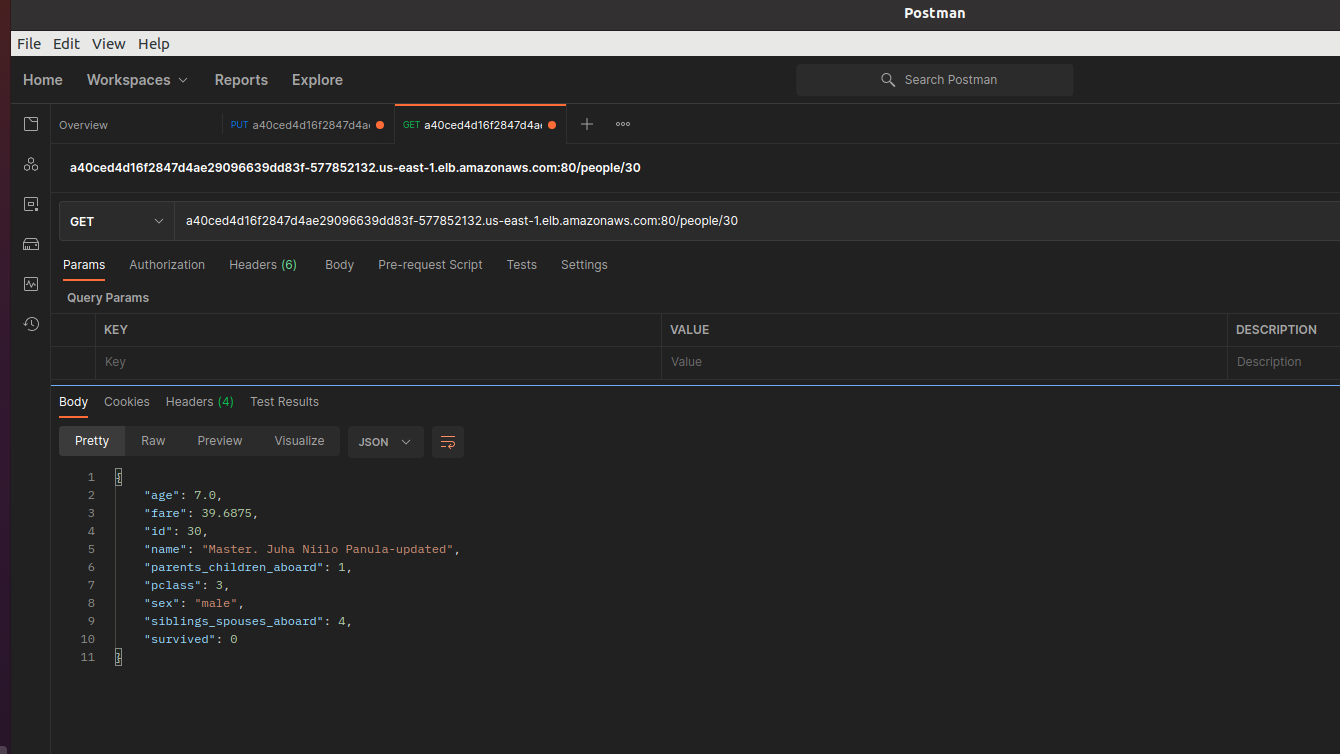 Postman
File Edit View Help
Home Workspaces Reports Explore Search Postman
Overview PUT a40ced4d16f2847d4a GET a40ced4d16f2847d4a
a40ced4d16f2847d4ae29096639dd83f-577852132.us-east-1.elb.amazonaws.com:80/people/30
GET a40ced4d16f2847d4ae29096639dd83f-577852132.us-east-1.elb.amazonaws.com:80/people/30
Params Authorization Headers (6) Body Pre-request Script Tests Settings
Query Params
KEY VALUE DESCRIPTION
Key Value Description
Body Cookies Headers (4) Test Results
Pretty Raw Preview Visualize JSON
1 {
2 "age": 7.0,
3 "fare": 39.6875,
4 "id": 30,
5 "name": "Master. Juha Niilo Panula-updated",
6 "parents_children_aboard": 1,
7 "pclass": 3,
8 "sex": "male",
9 "siblings_spouses_aboard": 4,
10 "survived": 0
11 }